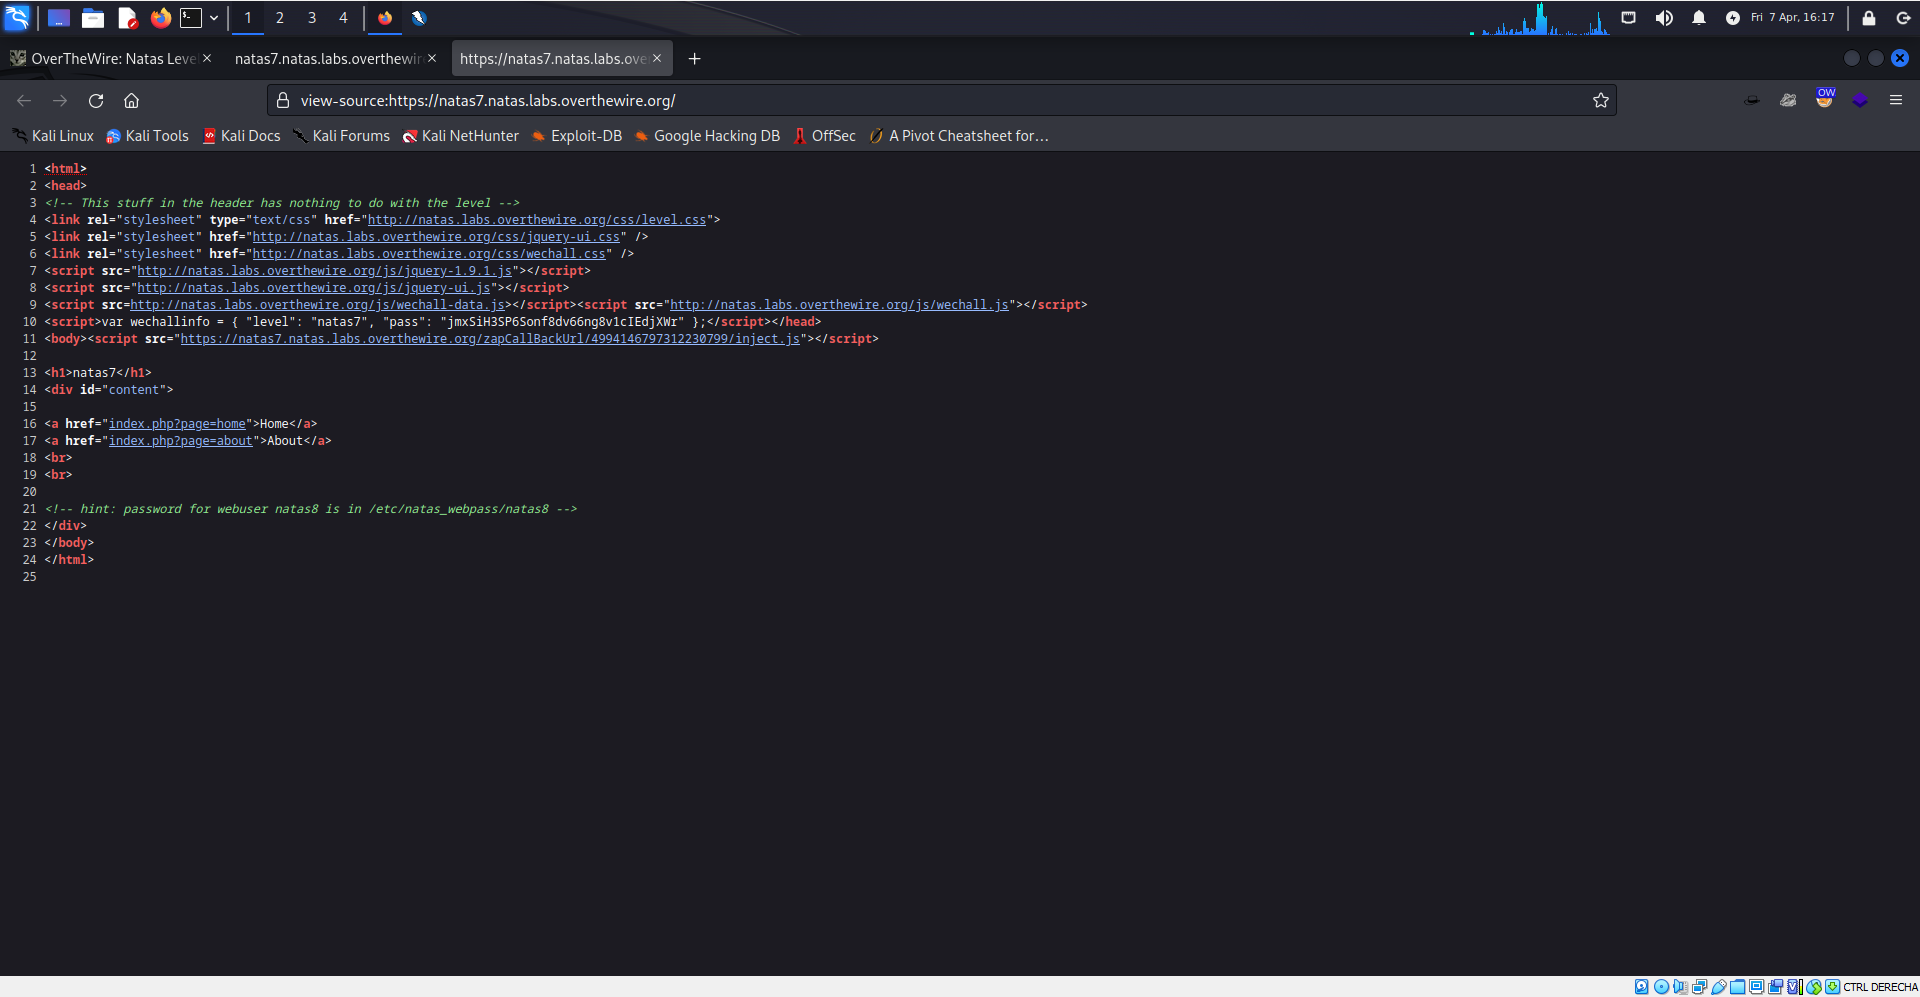 1 2 3 4 Fri 7 Apr, 16:17
OverTheWire: Natas Leve natas7.natas.labs.overthewir https://natas7.natas.labs.ove
view-source:https://natas7.natas.labs.overthewire.org/ OW
Kali Linux Kali Tools Kali Docs Kali Forums Kali NetHunter Exploit-DB Google Hacking DB OffSec A Pivot Cheatsheet for…
1 <html>
2 <head>
3 <!-- This stuff in the header has nothing to do with the level -->
4 <link rel="stylesheet" type="text/css" href="http://natas.labs.overthewire.org/css/level.css">
5 <link rel="stylesheet" href="http://natas.labs.overthewire.org/css/jquery-ui.css" />
6 <link rel="stylesheet" href="http://natas.labs.overthewire.org/css/wechall.css" />
7 <script src="http://natas.labs.overthewire.org/js/jquery-1.9.1.js"></script>
8 <script src="http://natas.labs.overthewire.org/js/jquery-ui.js"></script>
9 <script src=http://natas.labs.overthewire.org/js/wechall-data.js></script><script src="http://natas.labs.overthewire.org/js/wechall.js"></script>
10 <script>var wechallinfo = { "level": "natas7", "pass": "jmxSiH3SP6Sonf8dv66ng8v1cIEdjXWr" };</script></head>
11 <body><script src="https://natas7.natas.labs.overthewire.org/zapCallBackUrl/4994146797312230799/inject.js"></script>
12
13 <h1>natas7</h1>
14 <div id="content">
15
16 <a href="index.php?page=home">Home</a>
17 <a href="index.php?page=about">About</a>
18 <br>
19 <br>
20
21 <!-- hint: password for webuser natas8 is in /etc/natas_webpass/natas8 -->
22 </div>
23 </body>
24 </html>
25
CTRL DERECHA